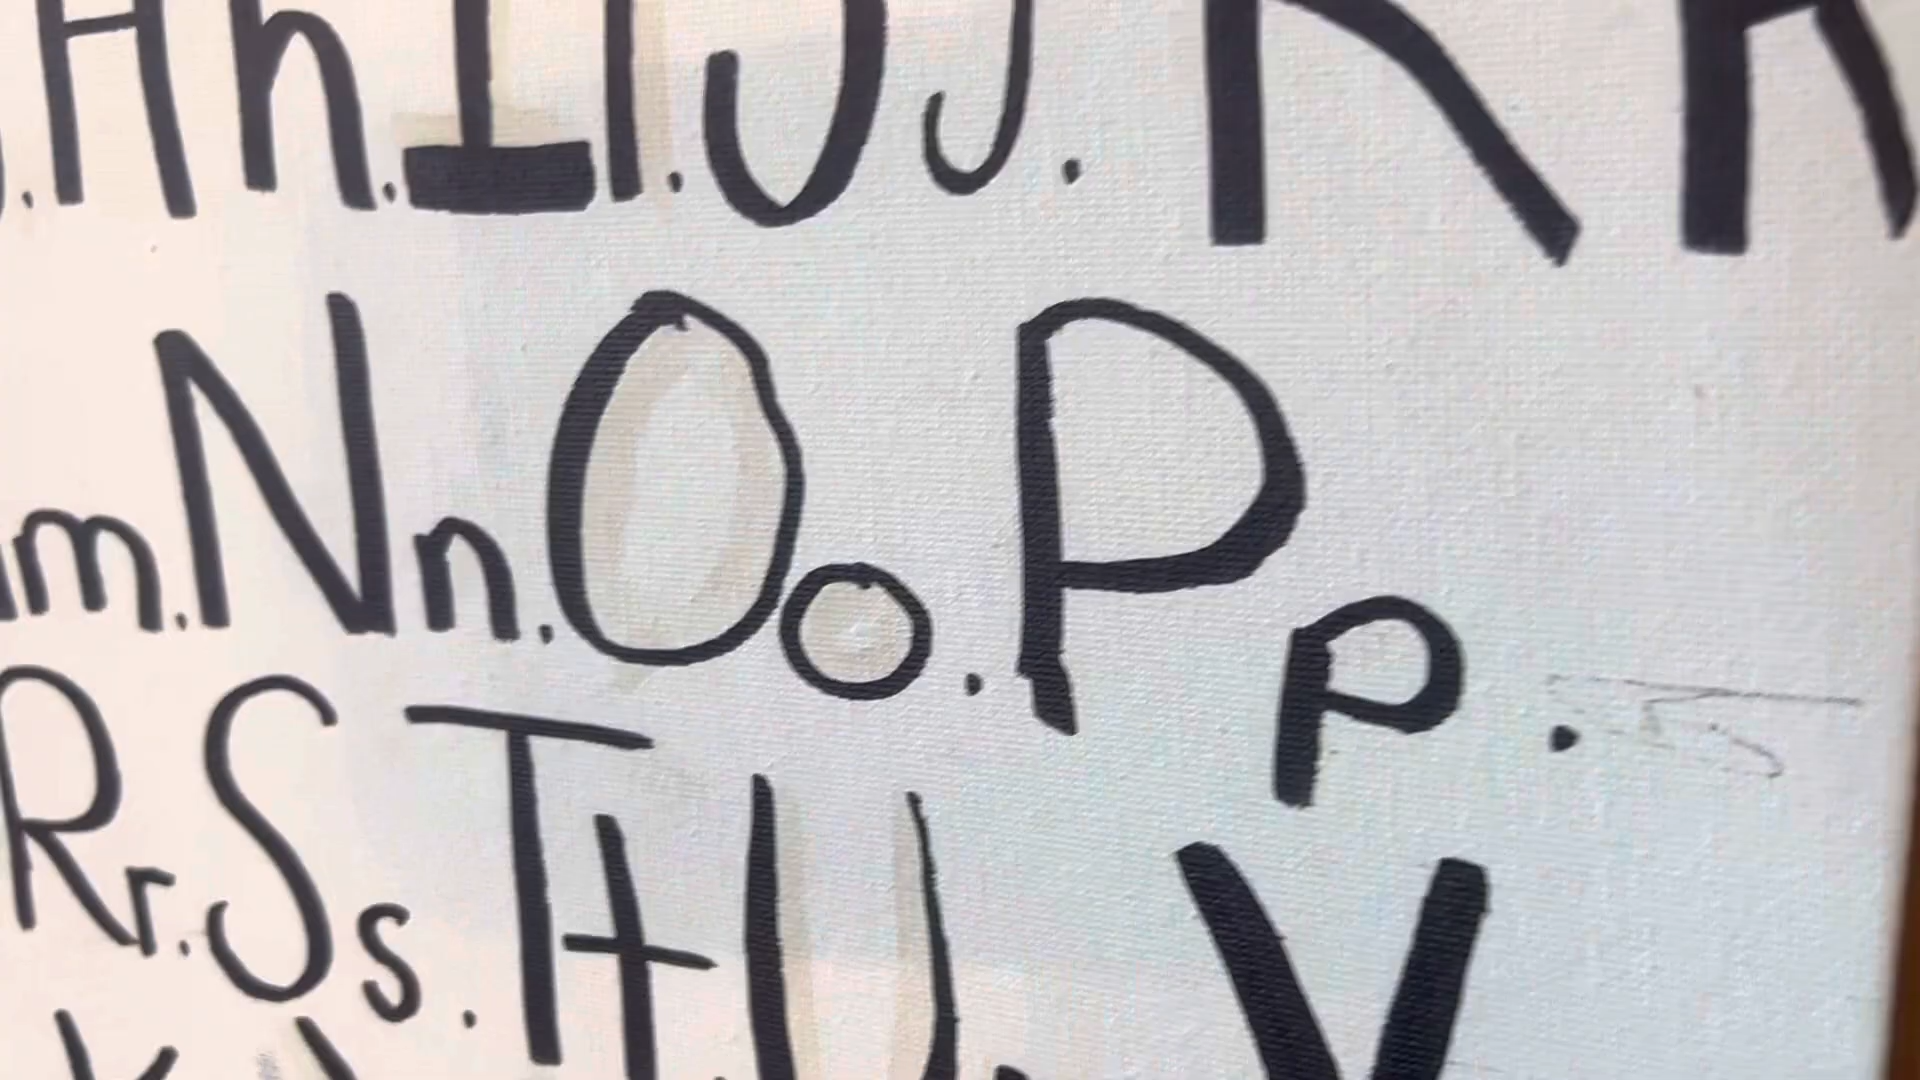 . Hh. Ii. Jj. K K
m. Nn. Oo. Pp.
Rr. Ss. Tt U. V